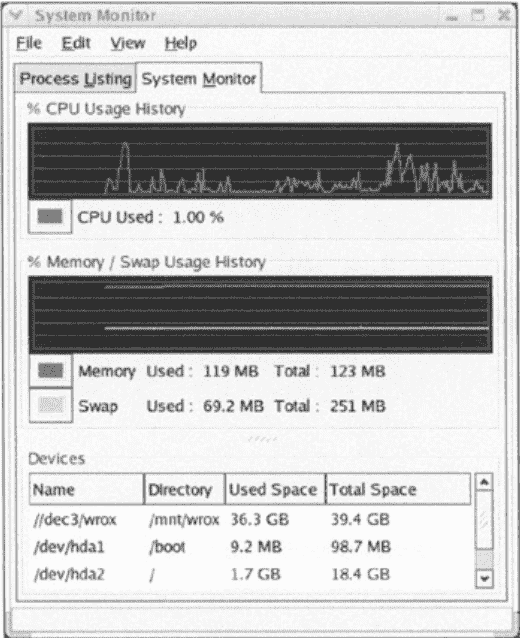 System Monitor
File Edit View Help
Process Listing System Monitor
% CPU Usage History
CPU Used : 1.00 %
% Memory / Swap Usage History
Memory Used : 119 MB Total : 123 MB
Swap Used : 69.2 MB Total : 251 MB
Devices
Name Directory Used Space Total Space
//dec3/wrox /mnt/wrox 36.3 GB 39.4 GB
/dev/hda1 /boot 9.2 MB 98.7 MB
/dev/hda2 / 1.7 GB 18.4 GB